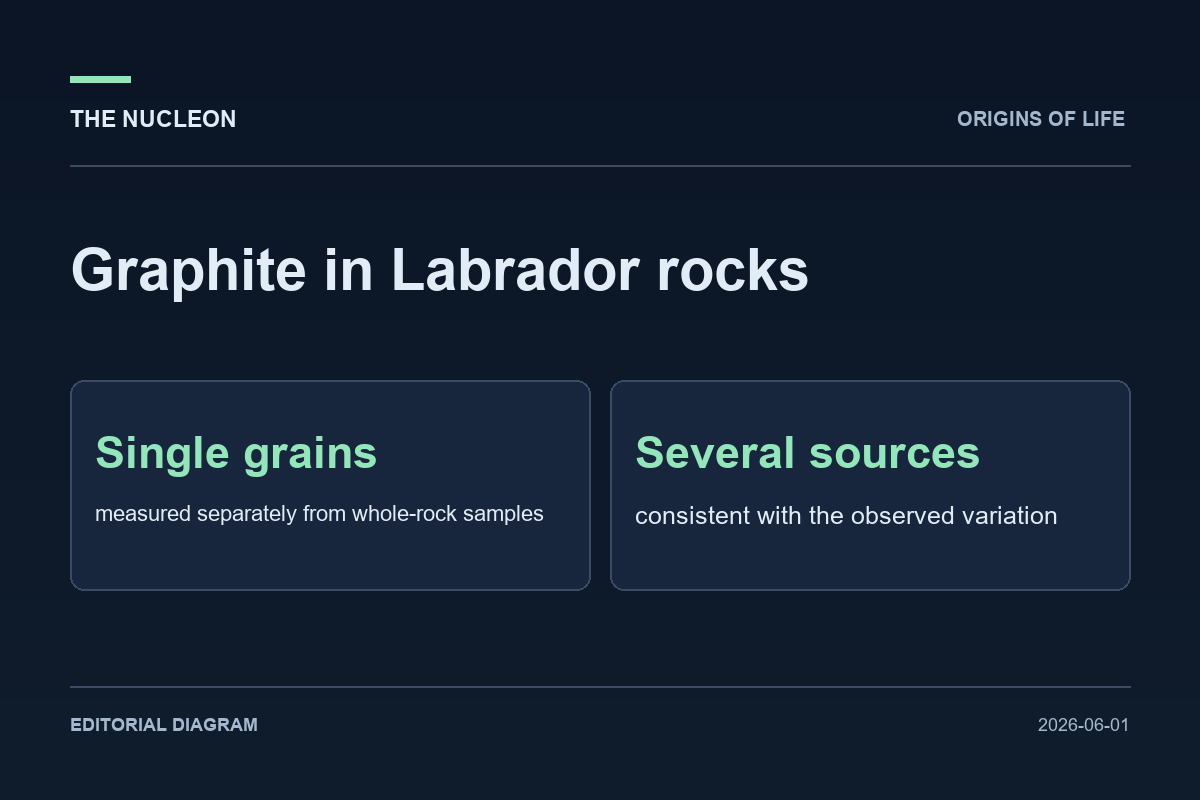 THE NUCLEON
ORIGINS OF LIFE
Graphite in Labrador rocks
Single grains
measured separately from whole-rock samples
Several sources
consistent with the observed variation
EDITORIAL DIAGRAM
2026-06-01